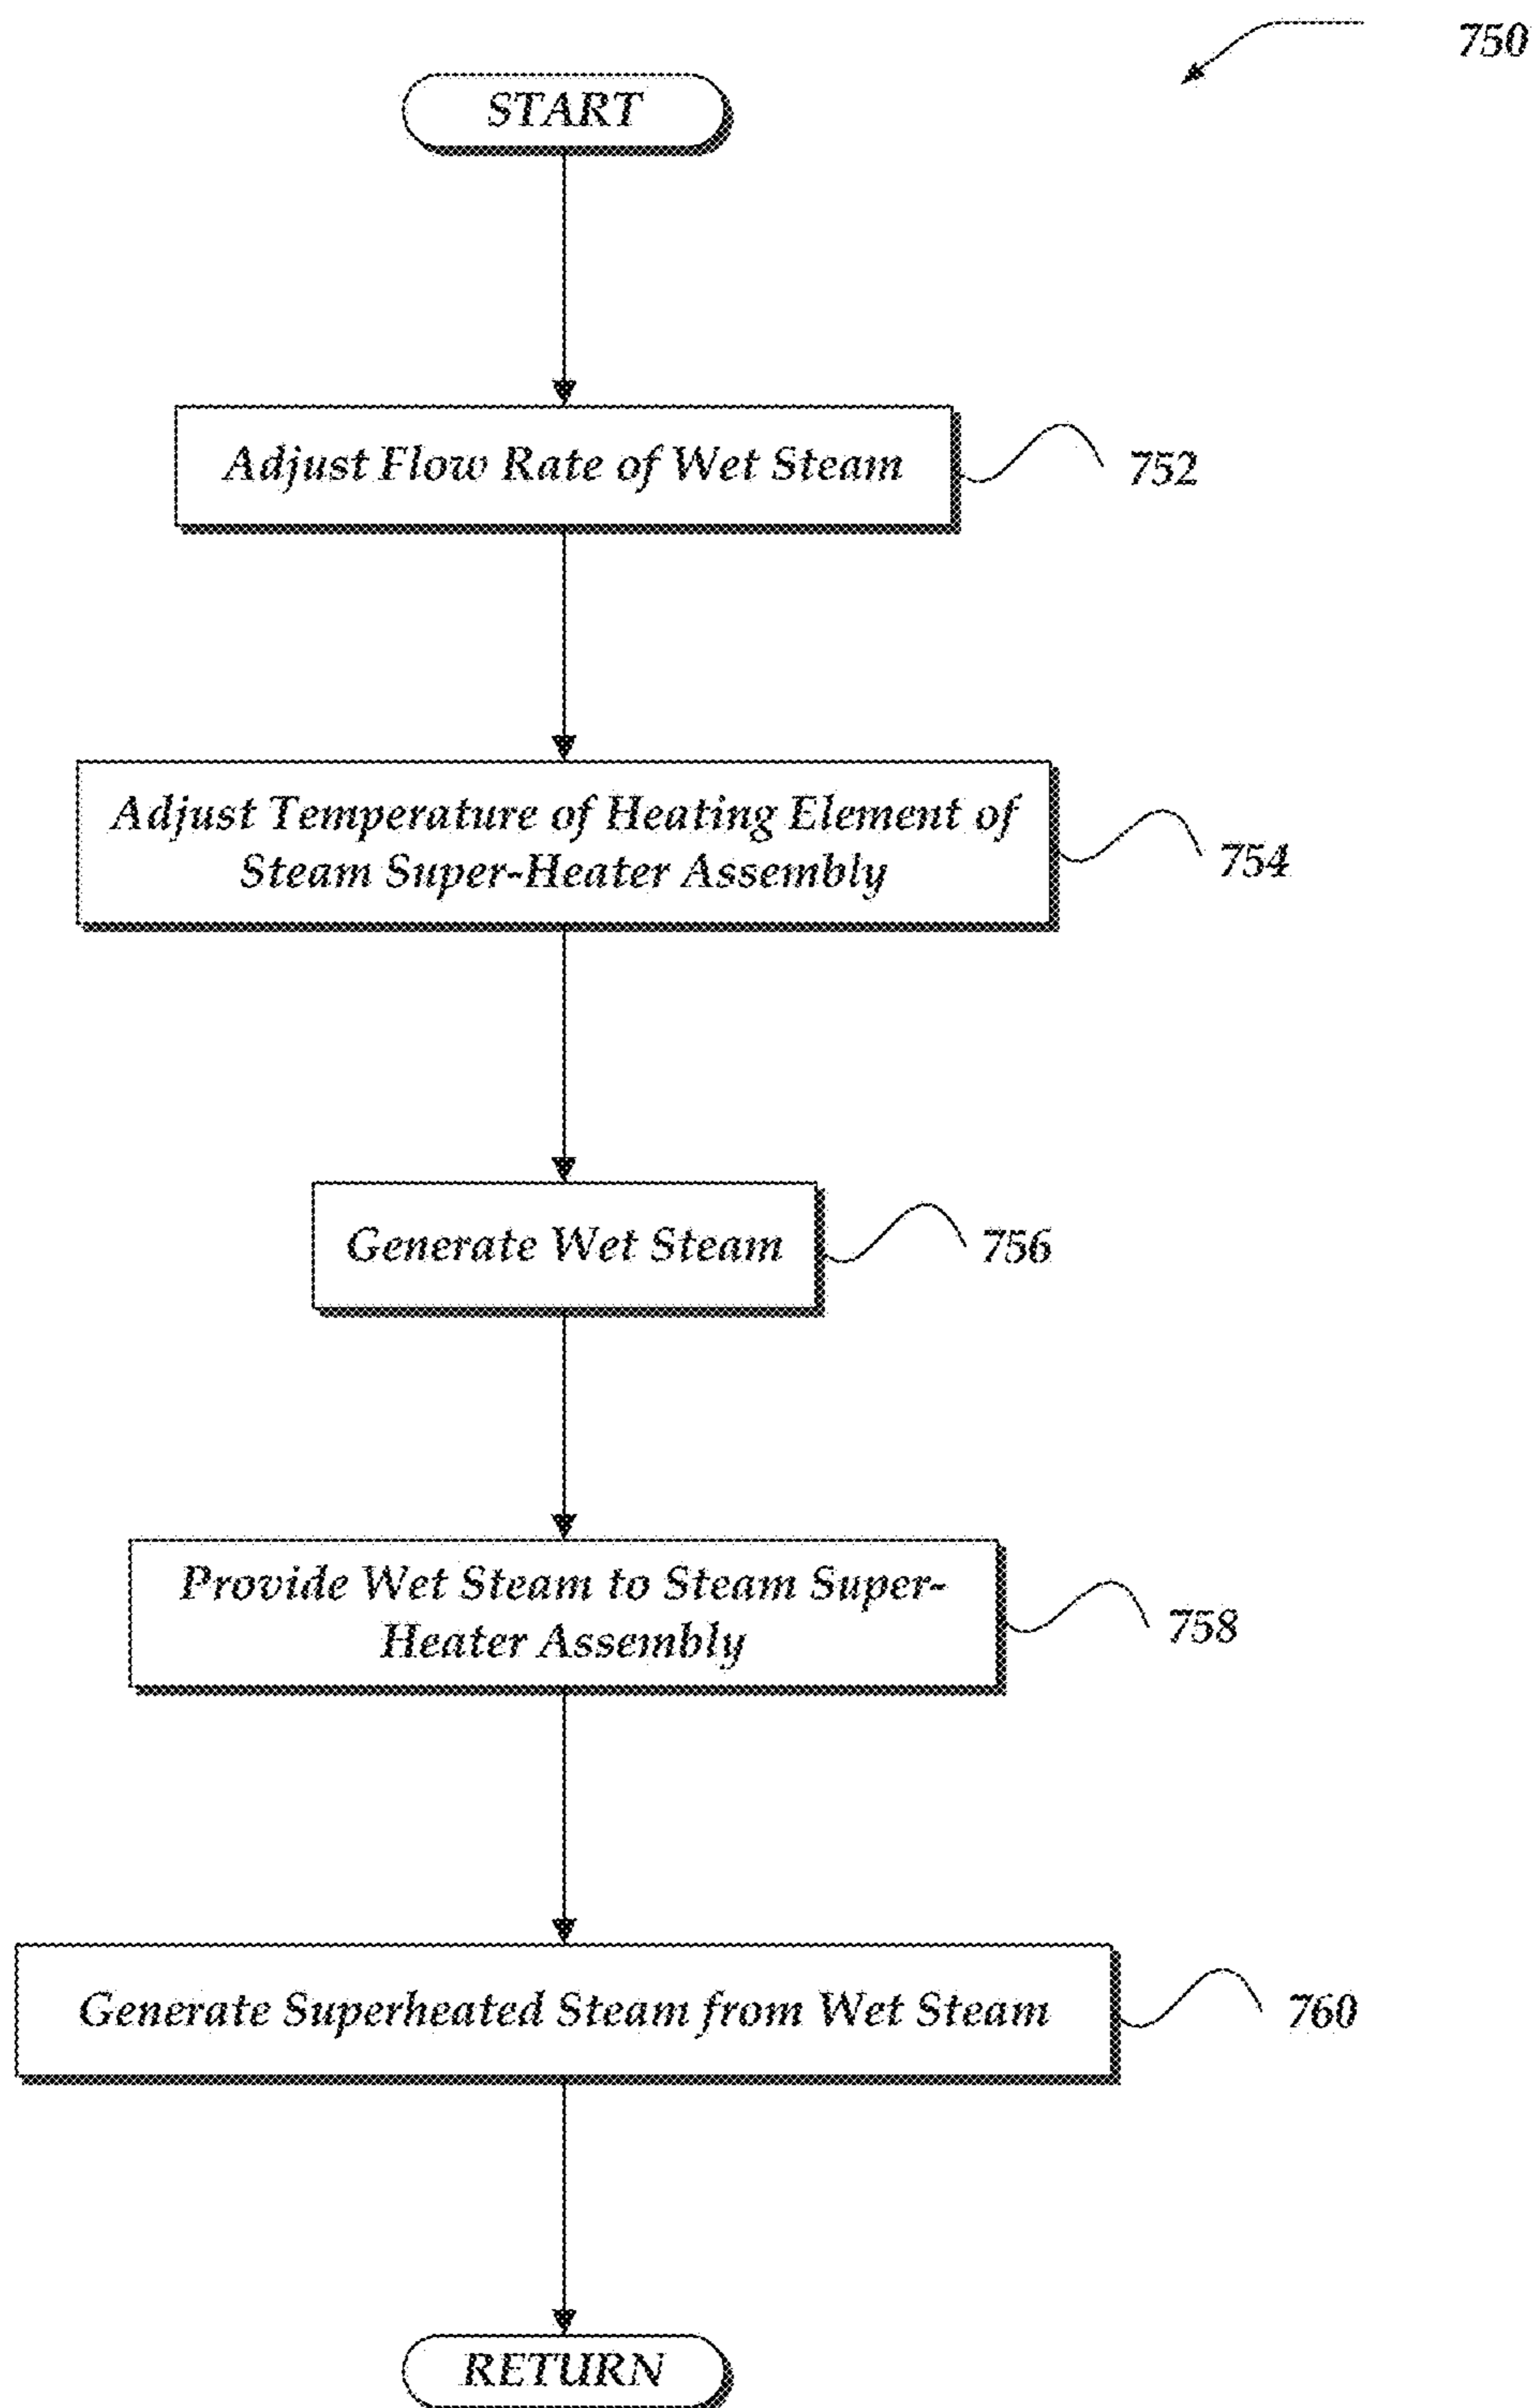 750
START
Adjust Flow Rate of Wet Steam
752
Adjust Temperature of Heating Element of
Steam Super-Heater Assembly
754
Generate Wet Steam
756
Provide Wet Steam to Steam Super-
Heater Assembly
758
Generate Superheated Steam from Wet Steam
760
RETURN